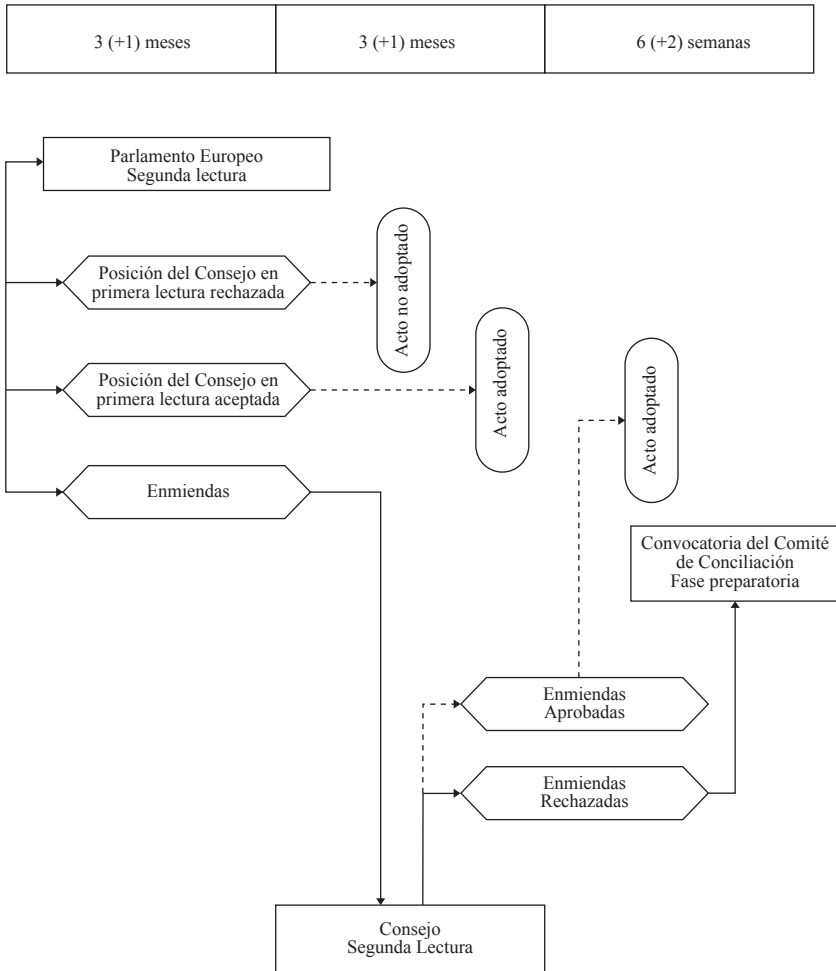 3 (+1) meses
3 (+1) meses
6 (+2) semanas
Parlamento Europeo
Segunda lectura
Posición del Consejo en
primera lectura rechazada
Acto no adoptado
Posición del Consejo en
primera lectura aceptada
Acto adoptado
Acto adoptado
Enmiendas
Convocatoria del Comité
de Conciliación
Fase preparatoria
Enmiendas
Aprobadas
Enmiendas
Rechazadas
Consejo
Segunda Lectura